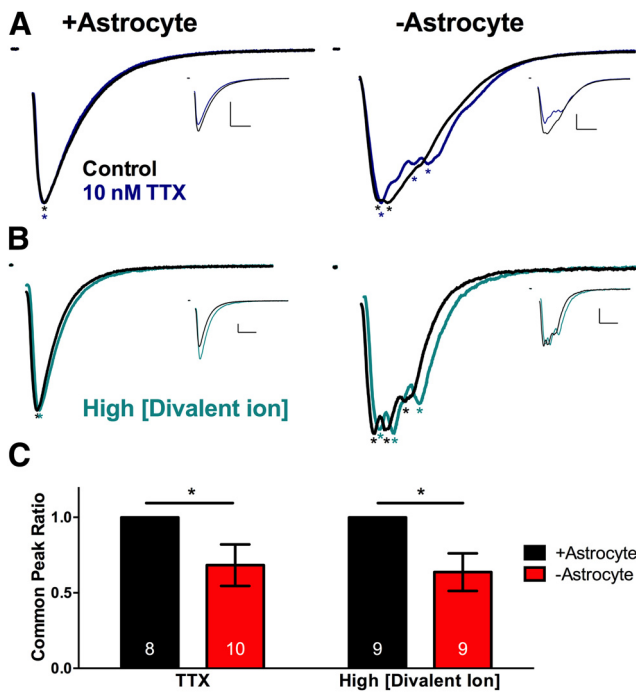 A
+Astrocyte
-Astrocyte
Control
10 nM TTX
* * * *
* * *
B
High [Divalent ion]
* * * *
* * * * *
C
* *
Common Peak Ratio
1.0
0.5
0.0
8 10 9 9
TTX
High [Divalent Ion]
+Astrocyte
-Astrocyte